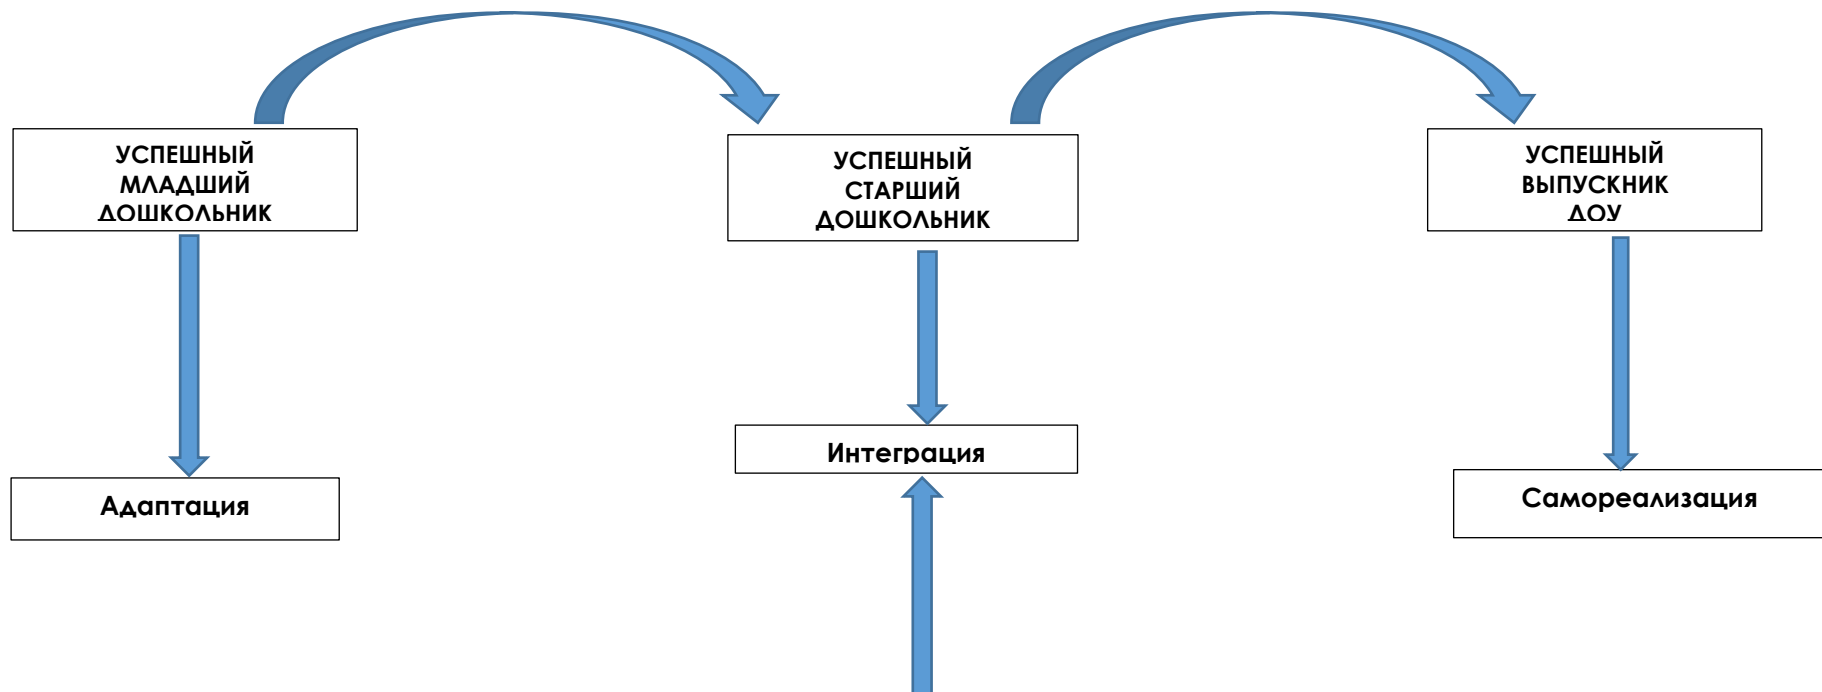 УСПЕШНЫЙ
МЛАДШИЙ
ДОШКОЛЬНИК
УСПЕШНЫЙ
СТАРШИЙ
ДОШКОЛЬНИК
УСПЕШНЫЙ
ВЫПУСКНИК
ДОУ
Адаптация
Интеграция
Самореализация